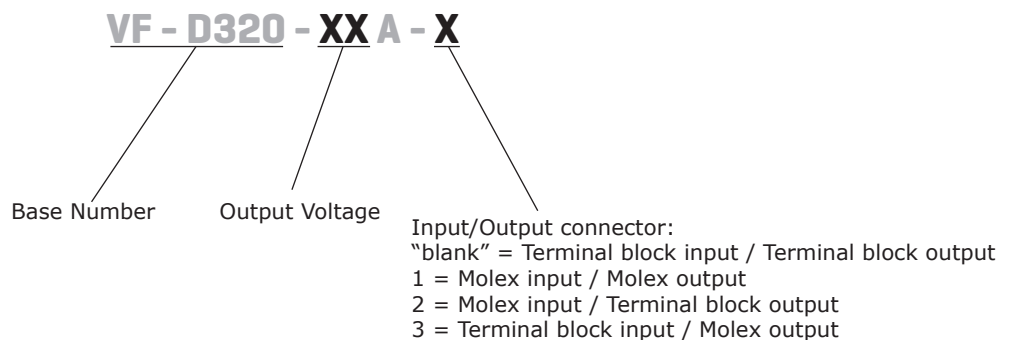 VF - D320 - XX A - X
Base Number
Output Voltage
Input/Output connector:
“blank” = Terminal block input / Terminal block output
1 = Molex input / Molex output
2 = Molex input / Terminal block output
3 = Terminal block input / Molex output